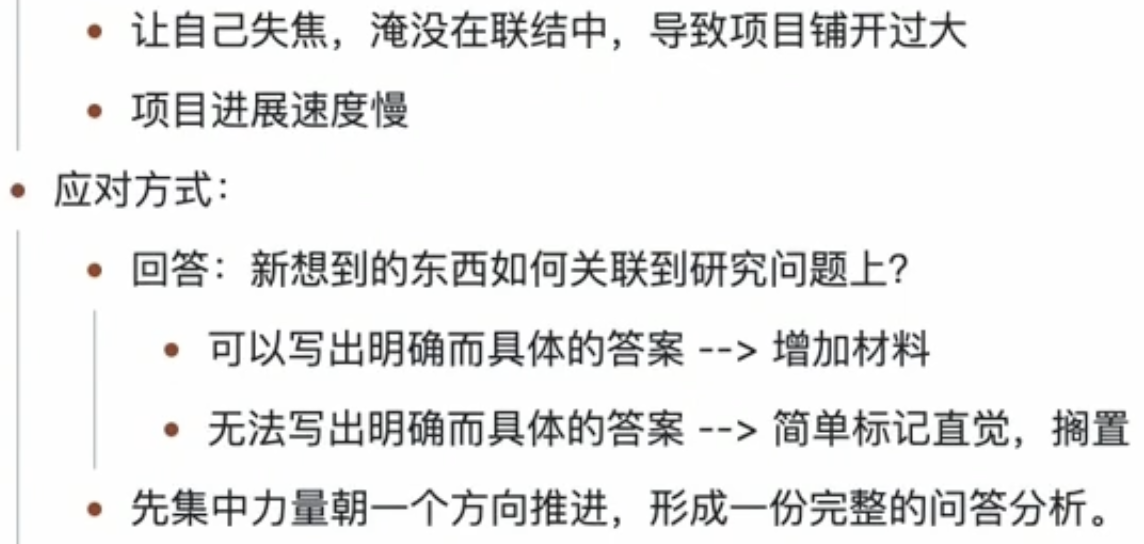 让自己失焦，淹没在联结中，导致项目铺开过大
项目进展速度慢
应对方式：
回答：新想到的东西如何关联到研究问题上？
可以写出明确而具体的答案 --> 增加材料
无法写出明确而具体的答案 --> 简单标记直觉，搁置
先集中力量朝一个方向推进，形成一份完整的问答分析。